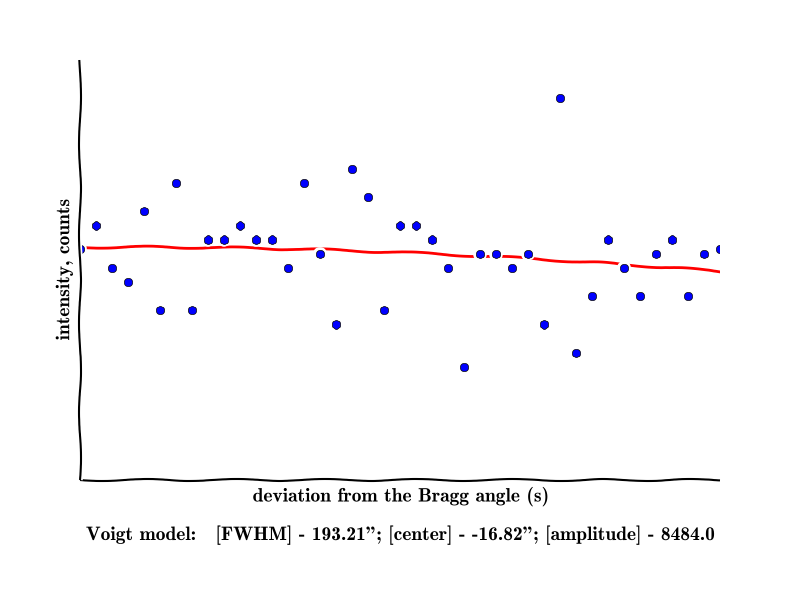 intensity, counts
deviation from the Bragg angle (s)
Voigt model: [FWHM] - 193.21”; [center] - -16.82”; [amplitude] - 8484.0